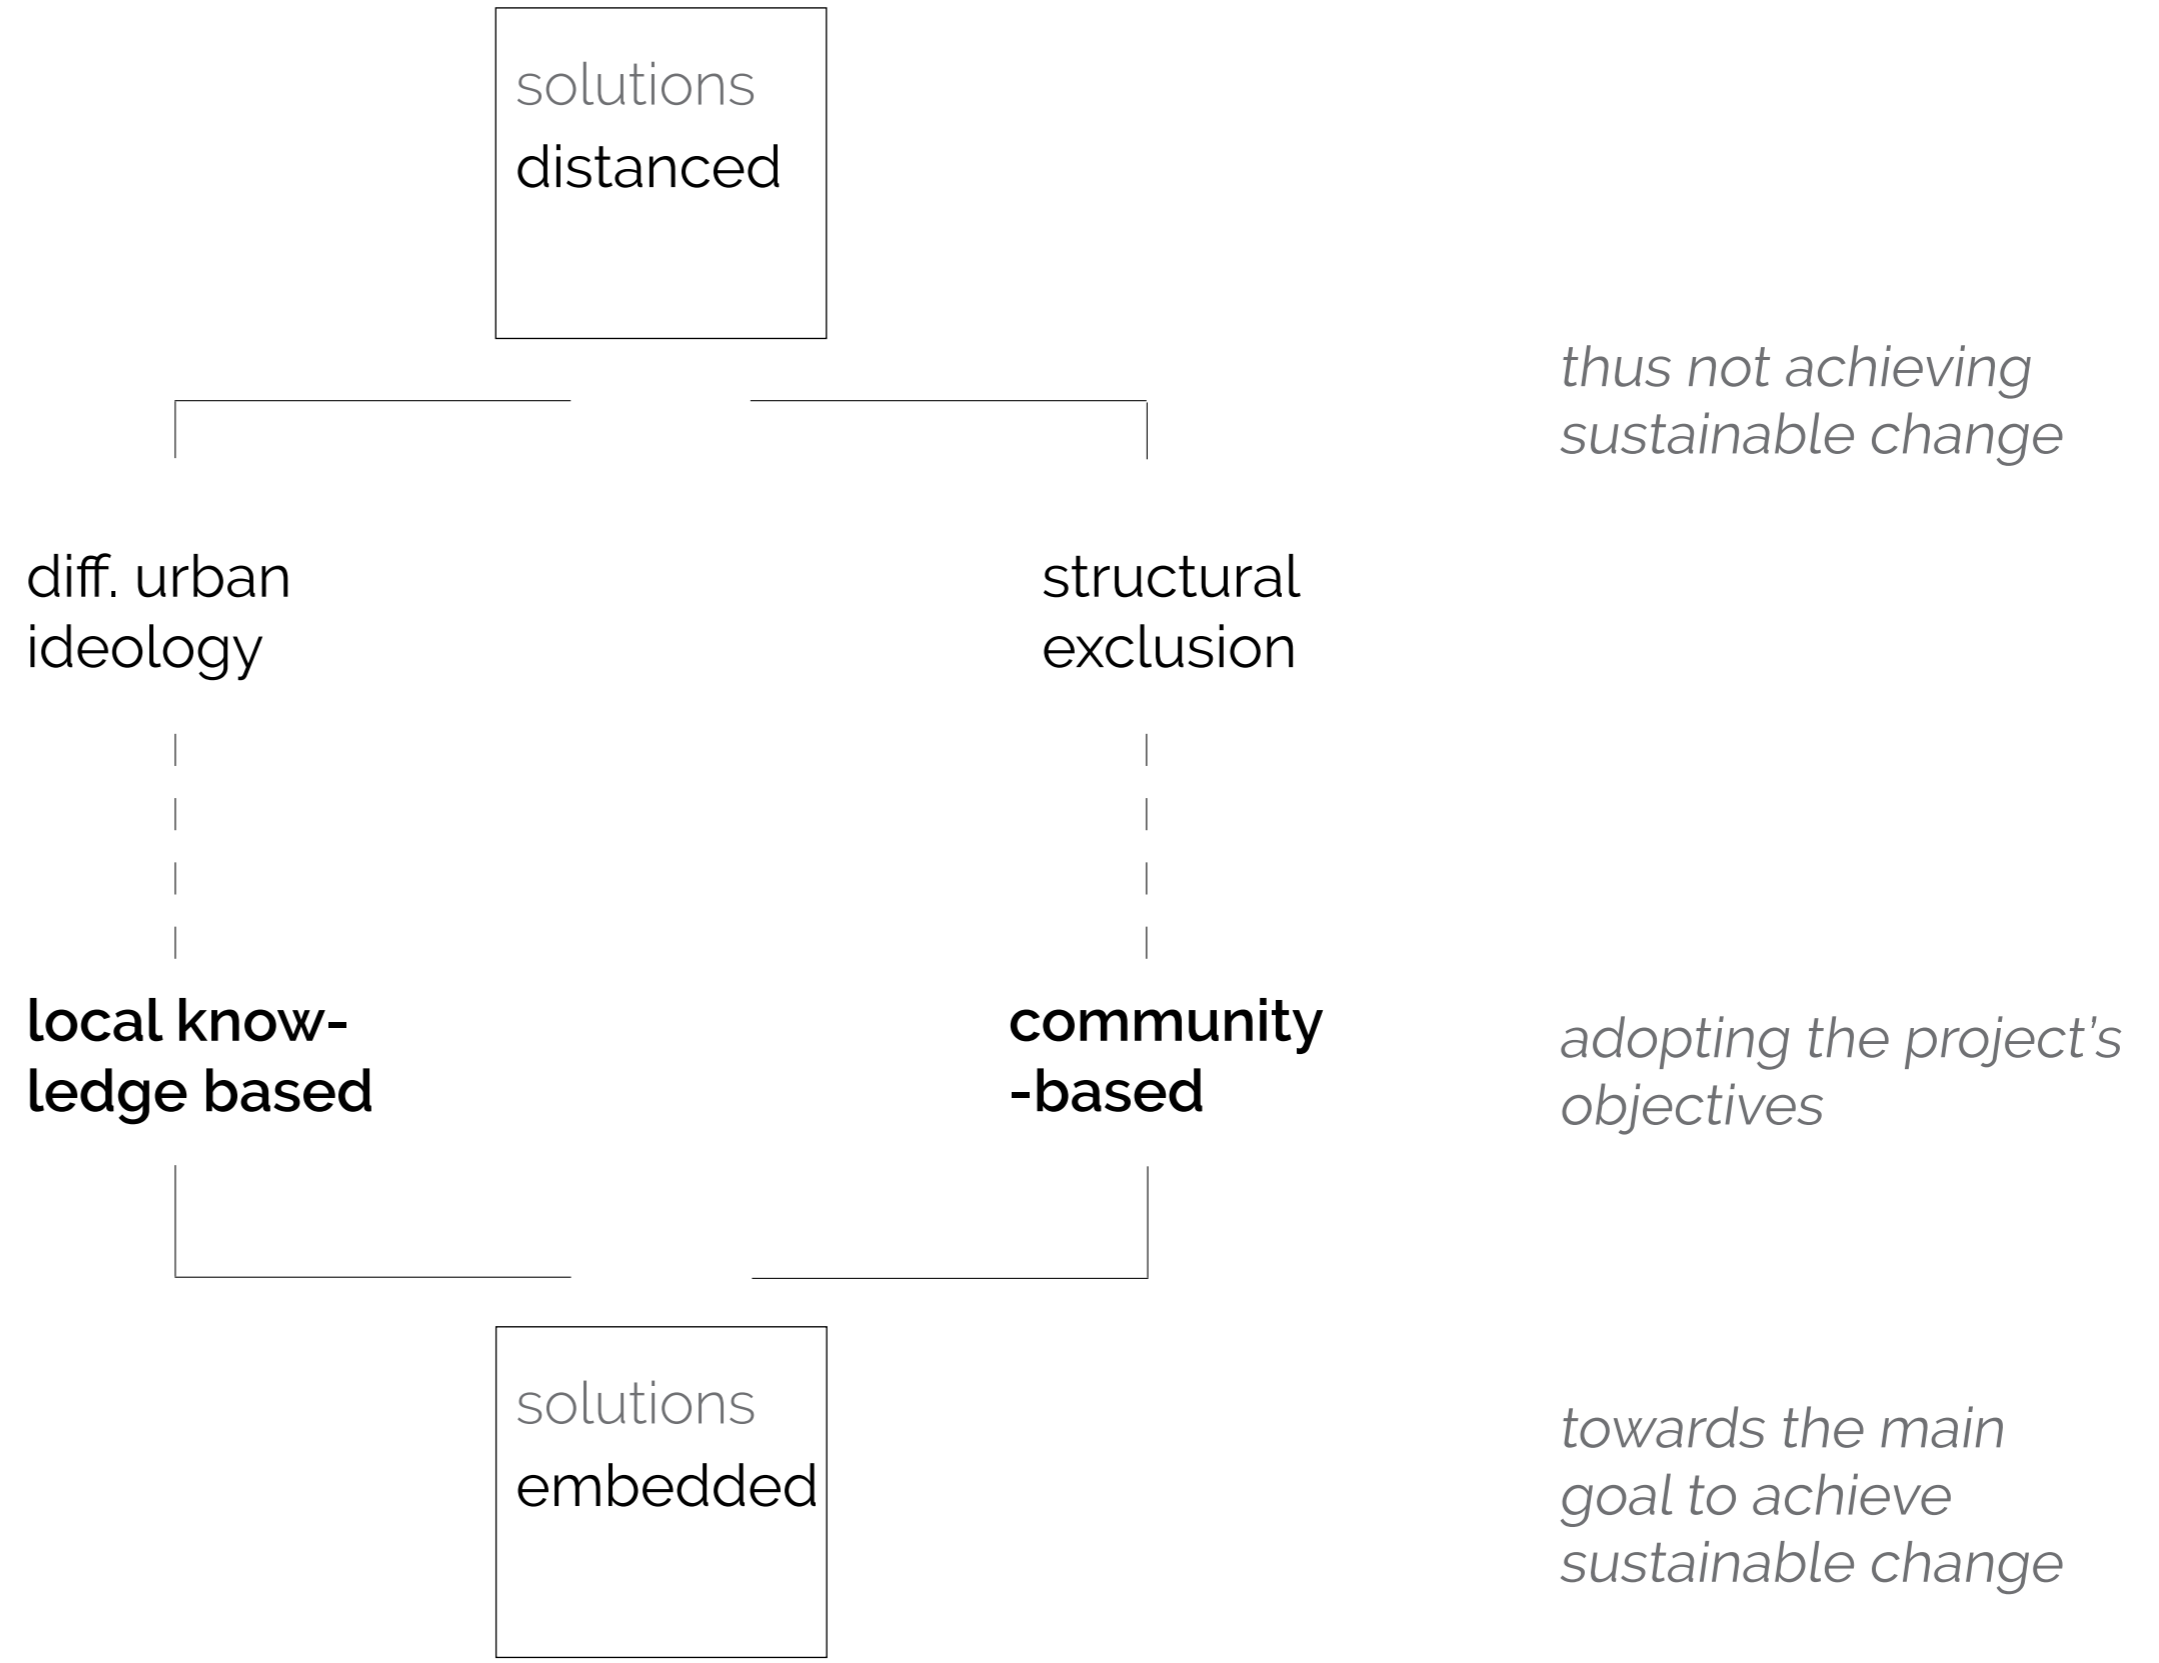 solutions
distanced
thus not achieving
sustainable change
diff. urban
ideology
structural
exclusion
local know-
ledge based
community
-based
adopting the project’s
objectives
solutions
embedded
towards the main
goal to achieve
sustainable change